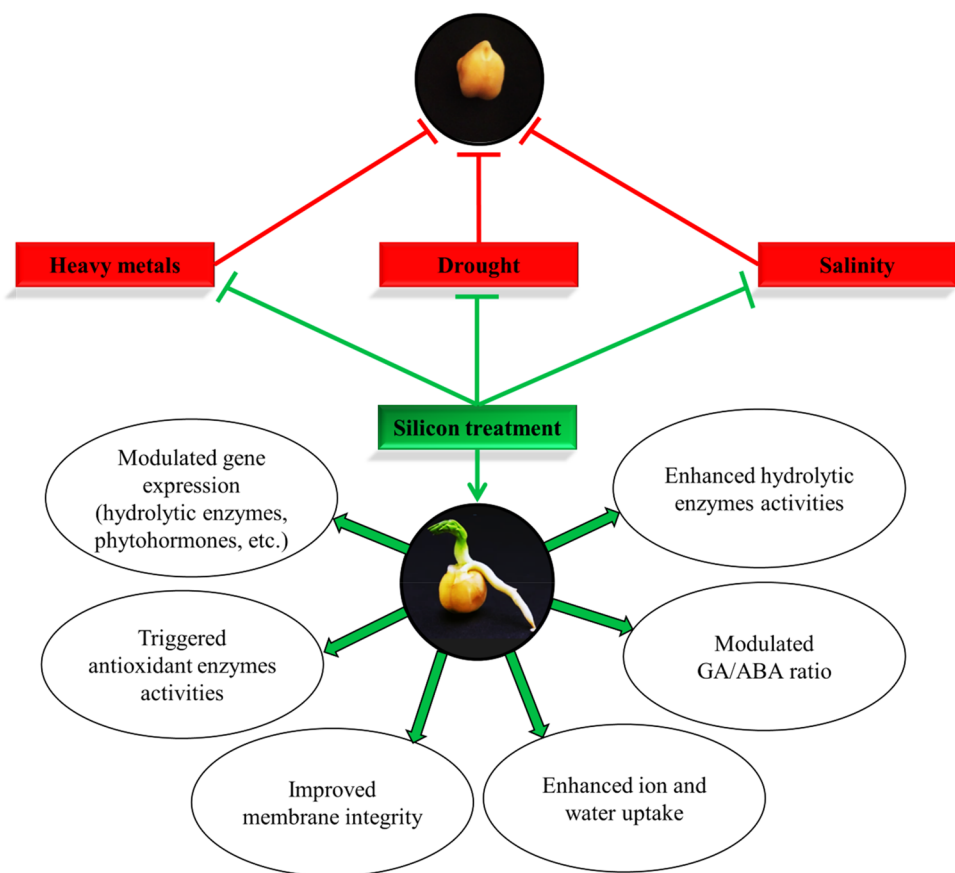 Heavy metals
Drought
Salinity
Silicon treatment
Modulated gene
expression
(hydrolytic enzymes,
phytohormones, etc.)
Enhanced hydrolytic
enzymes activities
Triggered
antioxidant enzymes
activities
Modulated
GA/ABA ratio
Improved
membrane integrity
Enhanced ion and
water uptake